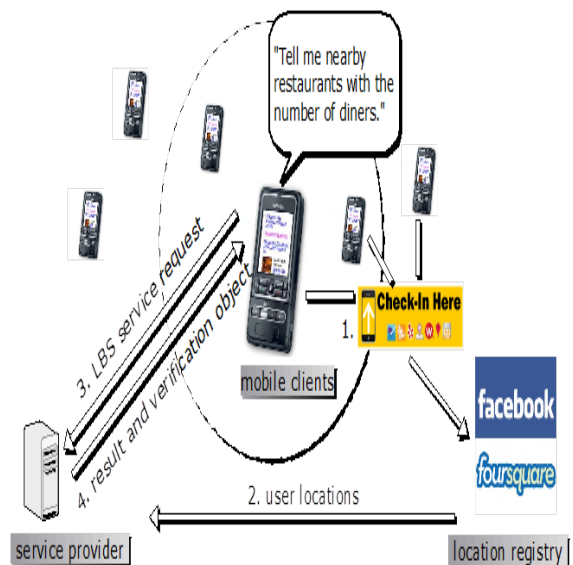 "Tell me nearby
restaurants with the
number of diners."
3. LBS service request
4. result and verification object
1.
Check-In Here
mobile clients
facebook
foursquare
2. user locations
service provider
location registry